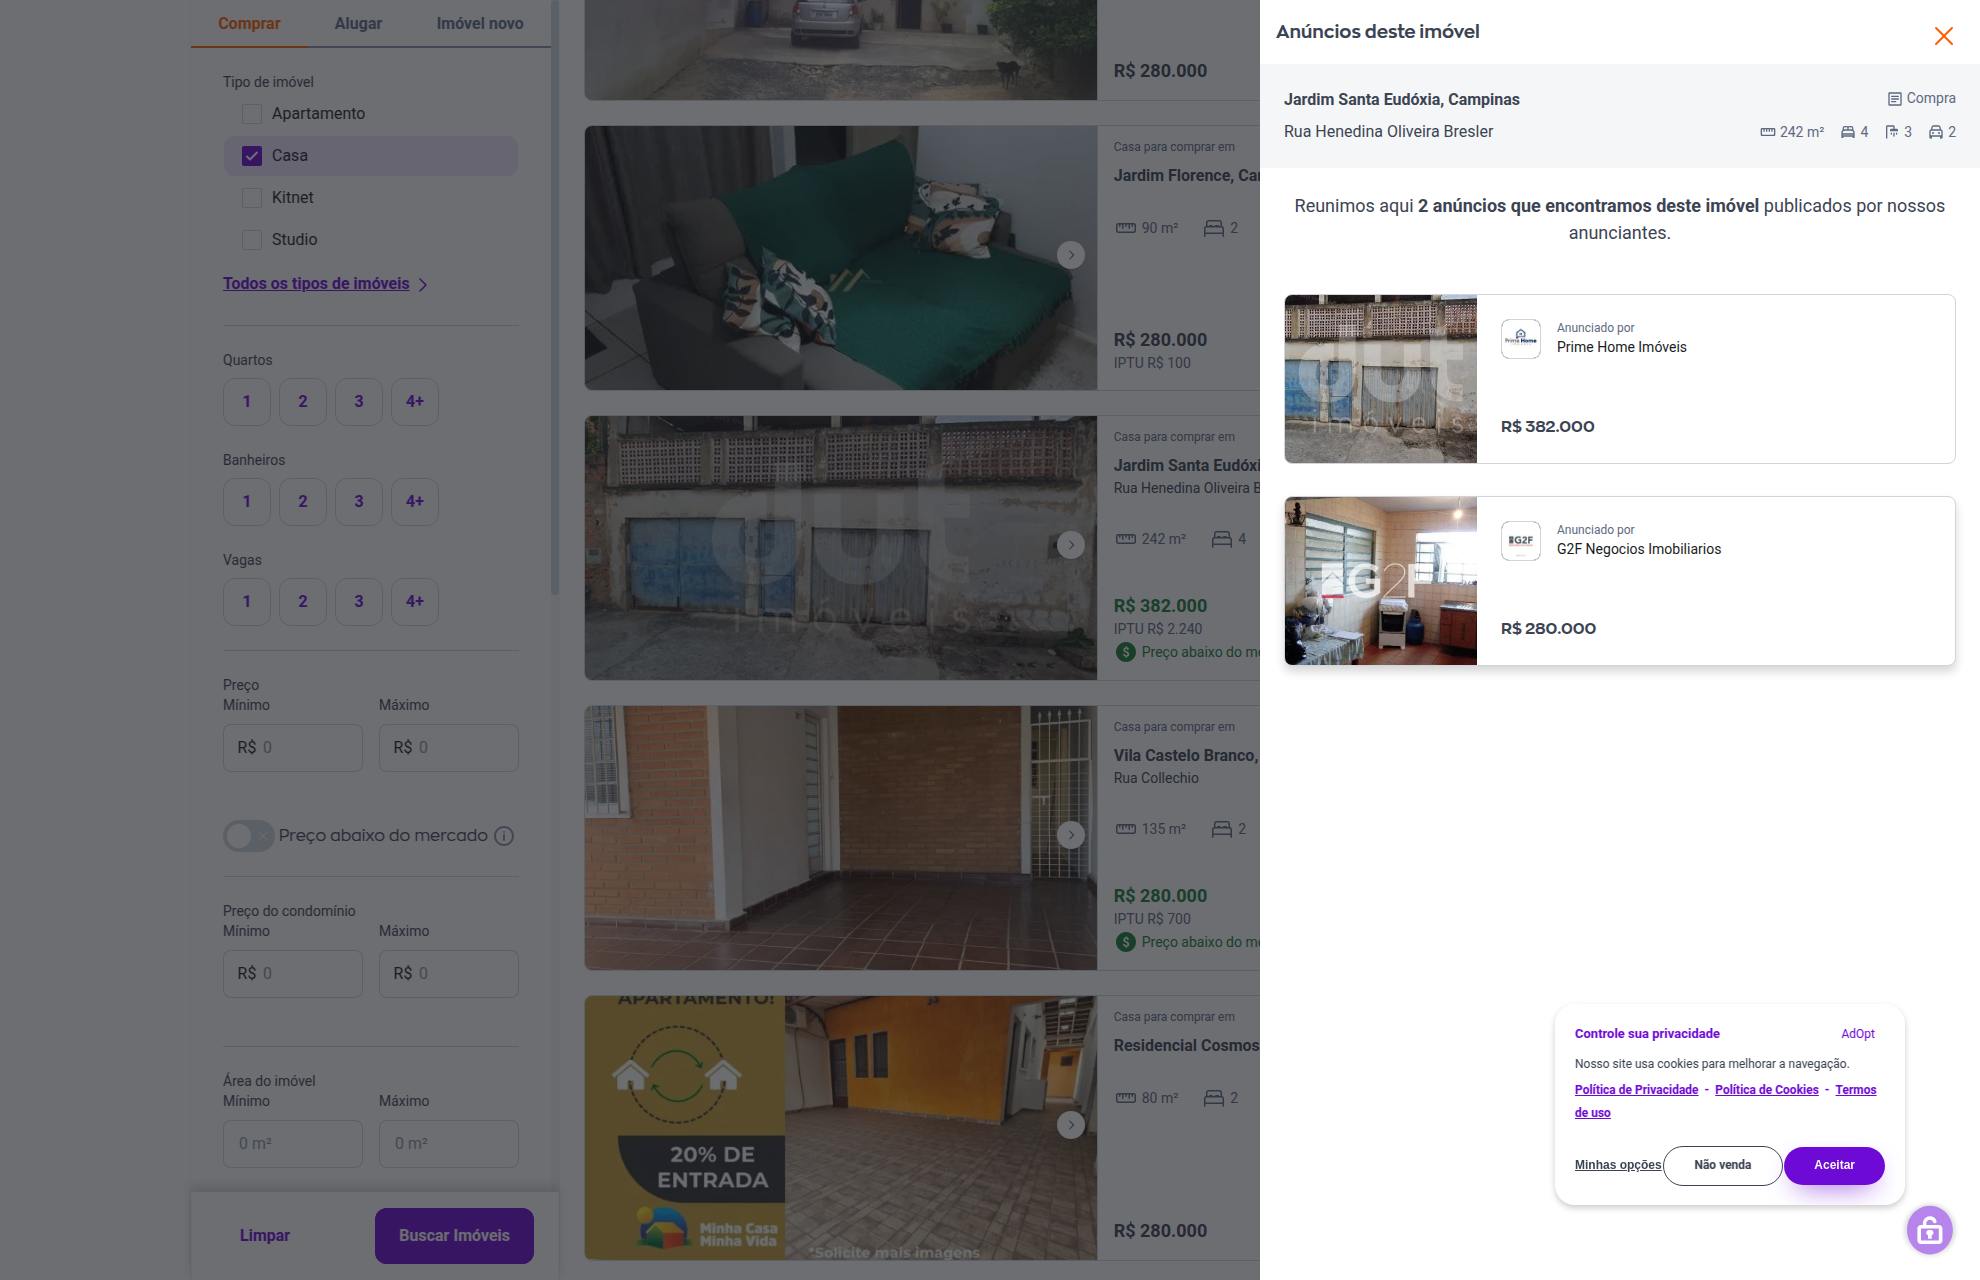 Comprar
Alugar
Imóvel novo
Tipo de imóvel
Apartamento
Casa
Kitnet
Studio
Todos os tipos de imóveis
Quartos
1 2 3 4+
Banheiros
1 2 3 4+
Vagas
1 2 3 4+
Preço
Mínimo Máximo
R$ 0 R$ 0
Preço abaixo do mercado
Preço do condomínio
Mínimo Máximo
R$ 0 R$ 0
Área do imóvel
Mínimo Máximo
0 m² 0 m²
Limpar
Buscar Imóveis
R$ 280.000
Casa para comprar em
Jardim Florence, Ca
90 m² 2
R$ 280.000
IPTU R$ 100
dut
imóveis
Casa para comprar em
Jardim Santa Eudóxi
Rua Henedina Oliveira B
242 m² 4
R$ 382.000
IPTU R$ 2.240
Preço abaixo do me
Casa para comprar em
Vila Castelo Branco,
Rua Collechio
135 m² 2
R$ 280.000
IPTU R$ 700
Preço abaixo do me
APARTAMENTO!
20% DE
ENTRADA
Minha Casa
Minha Vida
*Solicite mais imagens
Casa para comprar em
Residencial Cosmos
80 m² 2
R$ 280.000
Anúncios deste imóvel
Jardim Santa Eudóxia, Campinas
Compra
Rua Henedina Oliveira Bresler
242 m² 4 3 2
Reunimos aqui 2 anúncios que encontramos deste imóvel publicados por nossos
anunciantes.
dut
imóveis
Prime Home
Anunciado por
Prime Home Imóveis
R$ 382.000
G2F
G2F
Anunciado por
G2F Negocios Imobiliarios
R$ 280.000
Controle sua privacidade
AdOpt
Nosso site usa cookies para melhorar a navegação.
Política de Privacidade - Política de Cookies - Termos
de uso
Minhas opções
Não venda
Aceitar